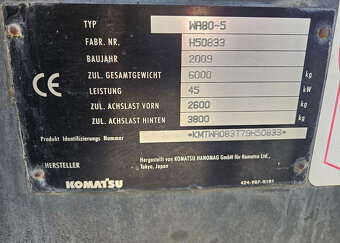 TYP WA80-5
FABR. NR. H50833
BAUJAHR 2009
ZUL. GESAMTGEWICHT 6000 kg
LEISTUNG 45 kW
ZUL. ACHSLAST VORN 2600 kg
ZUL. ACHSLAST HINTEN 3800 kg
Produkt Identifizierungs Nummer *KMTWA083T79H50833*
CE
HERSTELLER Hergestellt von KOMATSU HANOMAG GmbH für Komatsu Ltd.,
Tokyo, Japan
KOMATSU
424-Y07-H101